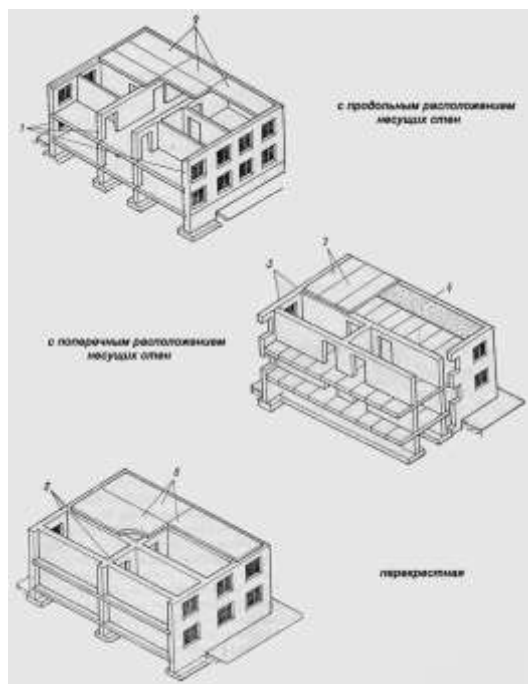 с продольным расположением
несущих стен
с поперечным расположением
несущих стен
перекрестная